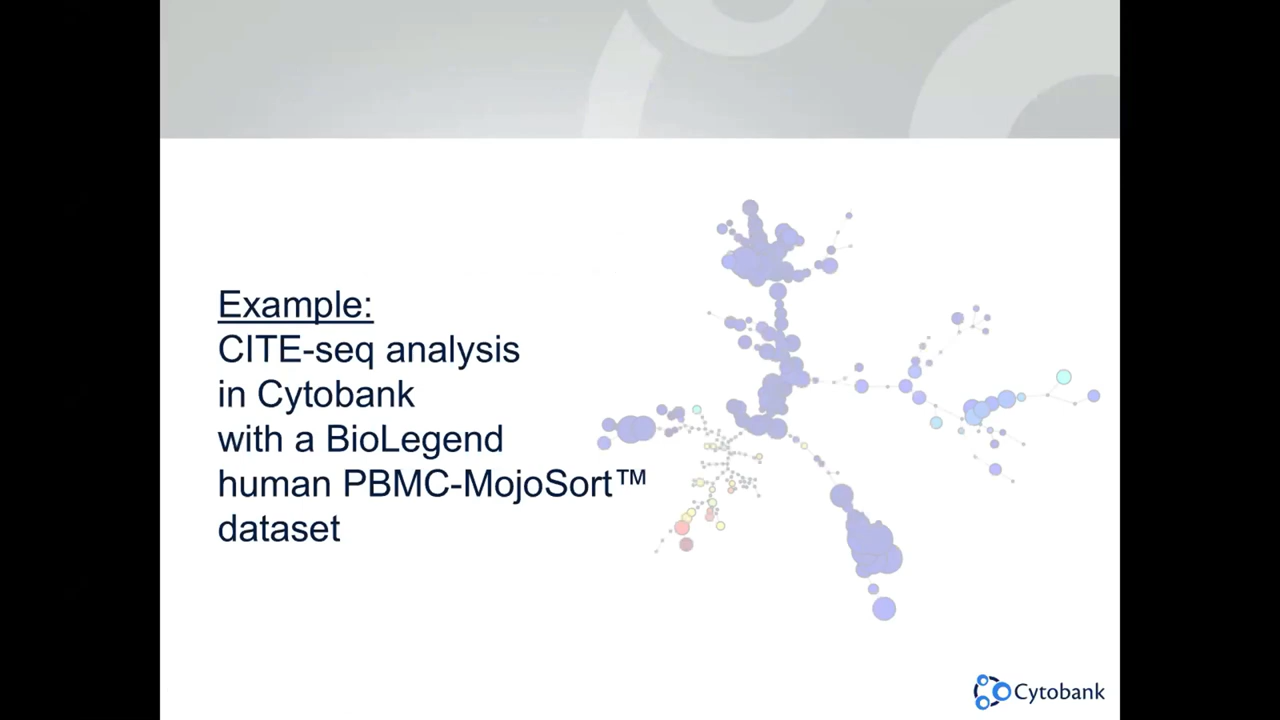 Example:
CITE-seq analysis
in Cytobank
with a BioLegend
human PBMC-MojoSort™
dataset
Cytobank